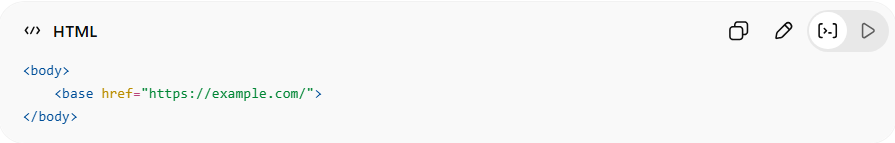 HTML
<body>
    <base href="https://example.com/">
</body>